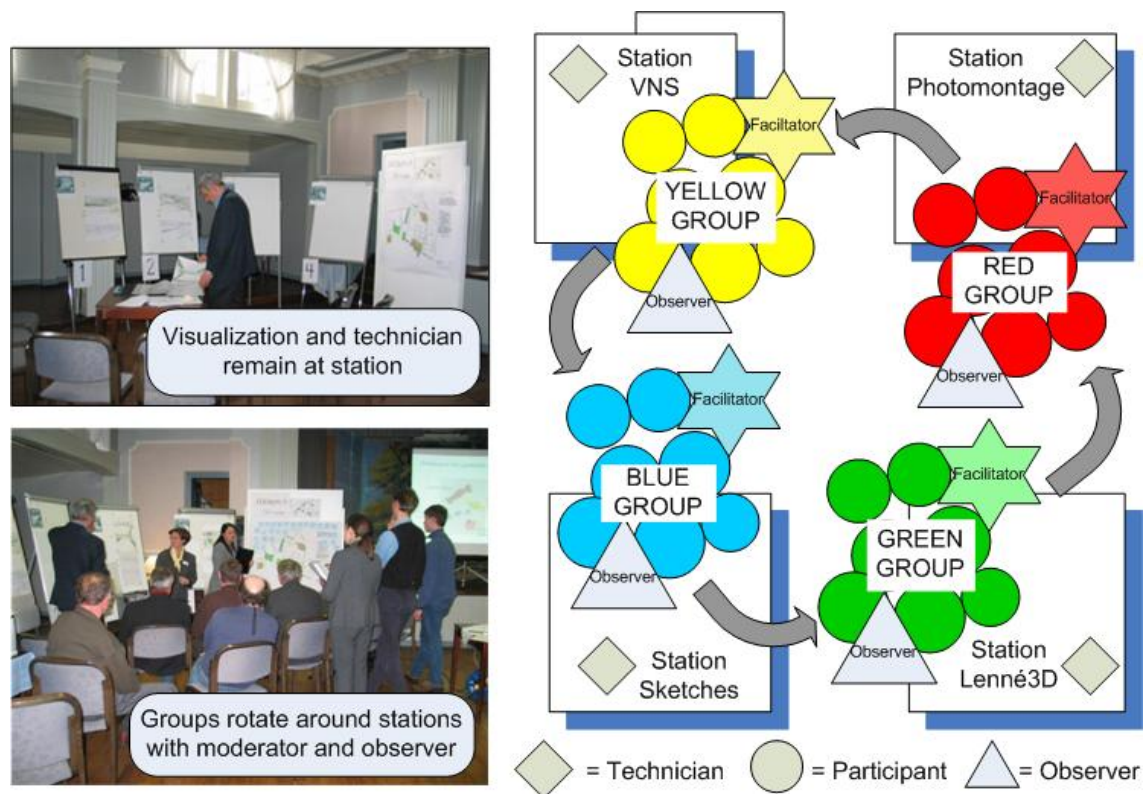 1
2
4
Visualization and technician
remain at station
Groups rotate around stations
with moderator and observer
Station
VNS
Faciltator
YELLOW
GROUP
Observer
Station
Photomontage
Facilitator
RED
GROUP
Observer
Facilitator
BLUE
GROUP
Observer
Station
Sketches
Facilitator
GREEN
GROUP
Observer
Station
Lenné3D
= Technician
= Participant
= Observer